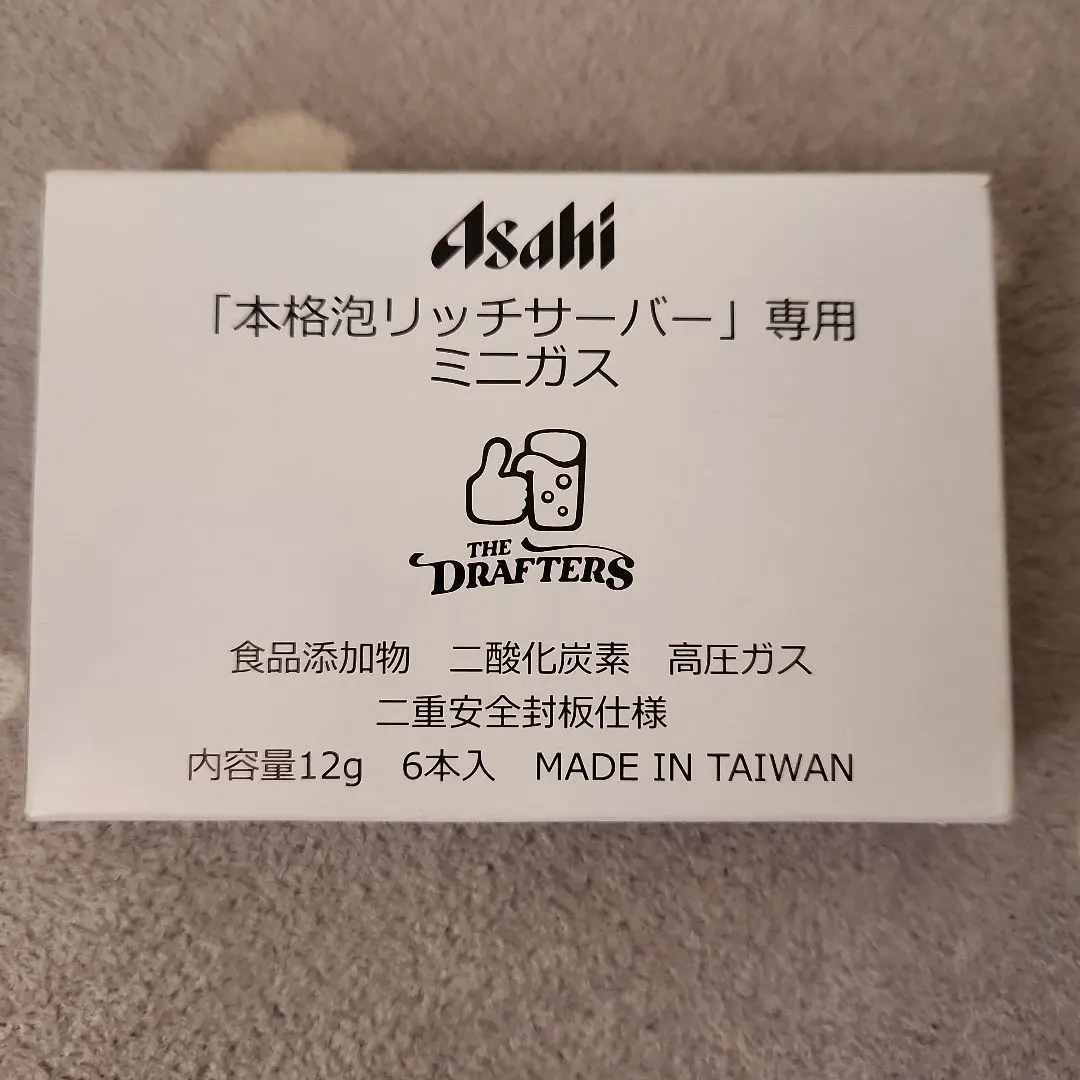 Asahi
「本格泡リッチサーバー」専用
ミニガス
THE
DRAFTERS
食品添加物　二酸化炭素　高圧ガス
二重安全封板仕様
内容量12g　6本入　MADE IN TAIWAN